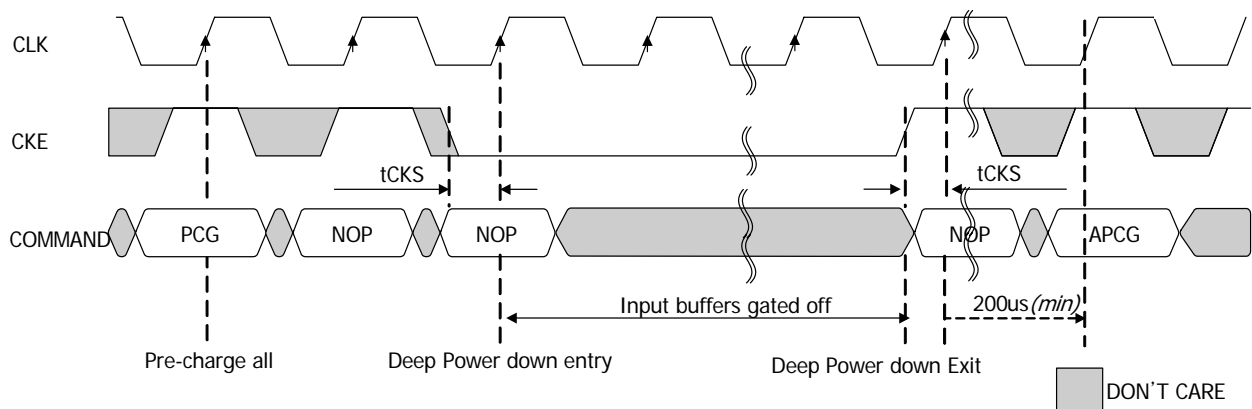 CLK
CKE
tCKS
tCKS
COMMAND
PCG
NOP
NOP
NOP
APCG
Input buffers gated off
200us(min)
Pre-charge all
Deep Power down entry
Deep Power down Exit
DON'T CARE